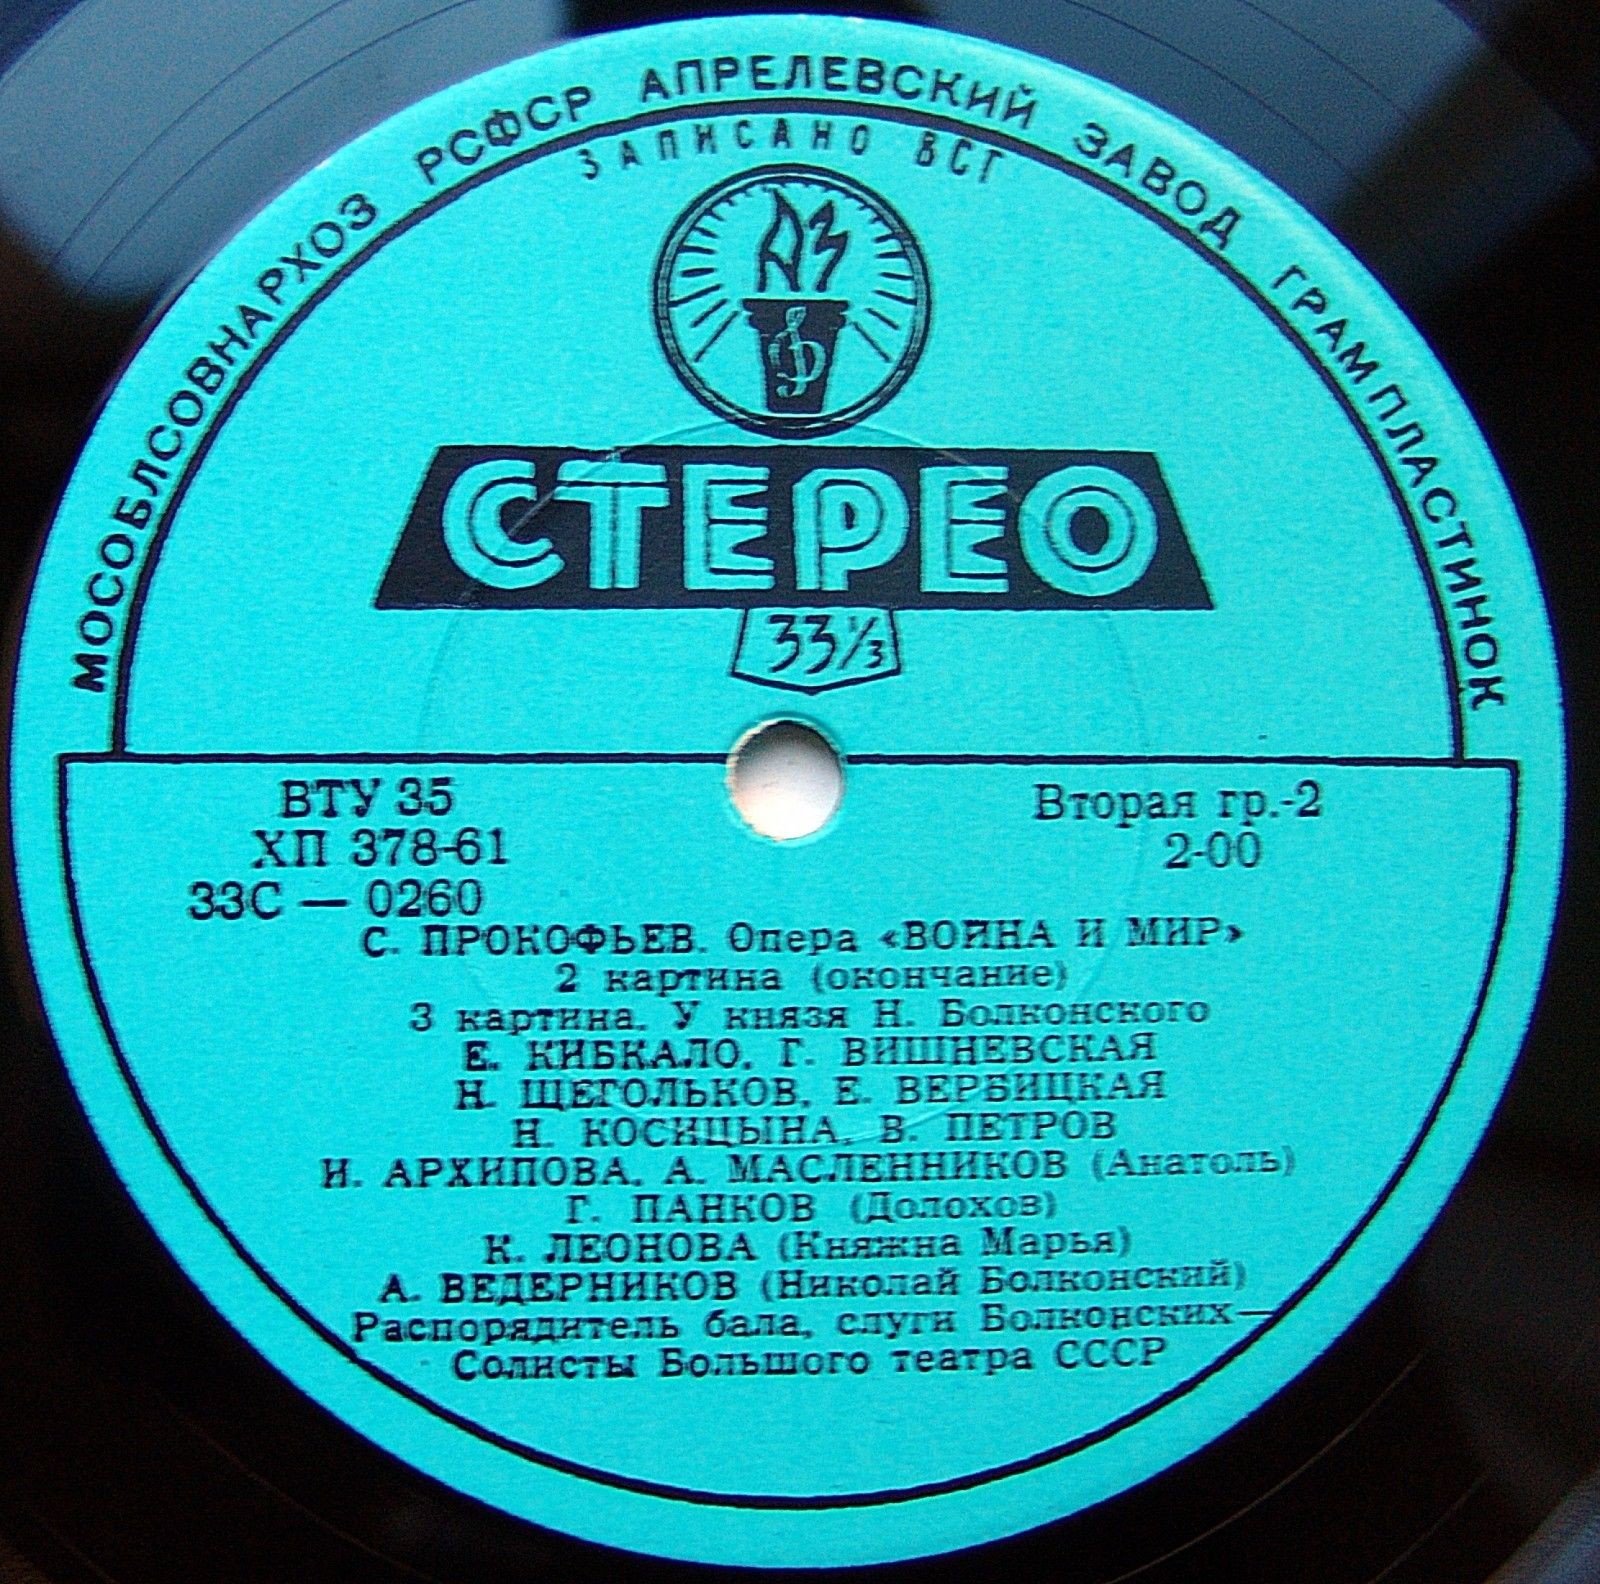 МОСОБЛСОВНАРХОЗ РСФСР АПРЕЛЕВСКИЙ ЗАВОД ГРАМПЛАСТИНОК
ЗАПИСАНО ВСГ
АЗ
СТЕРЕО
33⅓
ВТУ 35
ХП 378-61
33С — 0260
Вторая гр.-2
2-00
С. ПРОКОФЬЕВ. Опера «ВОЙНА И МИР»
2 картина (окончание)
3 картина. У князя Н. Болконского
Е. КИБКАЛО, Г. ВИШНЕВСКАЯ
Н. ЩЕГОЛЬКОВ, Е. ВЕРБИЦКАЯ
Н. КОСИЦЫНА, В. ПЕТРОВ
И. АРХИПОВА, А. МАСЛЕННИКОВ (Анатоль)
Г. ПАНКОВ (Долохов)
К. ЛЕОНОВА (Княжна Марья)
А. ВЕДЕРНИКОВ (Николай Болконский)
Распорядитель бала, слуги Болконских—
Солисты Большого театра СССР